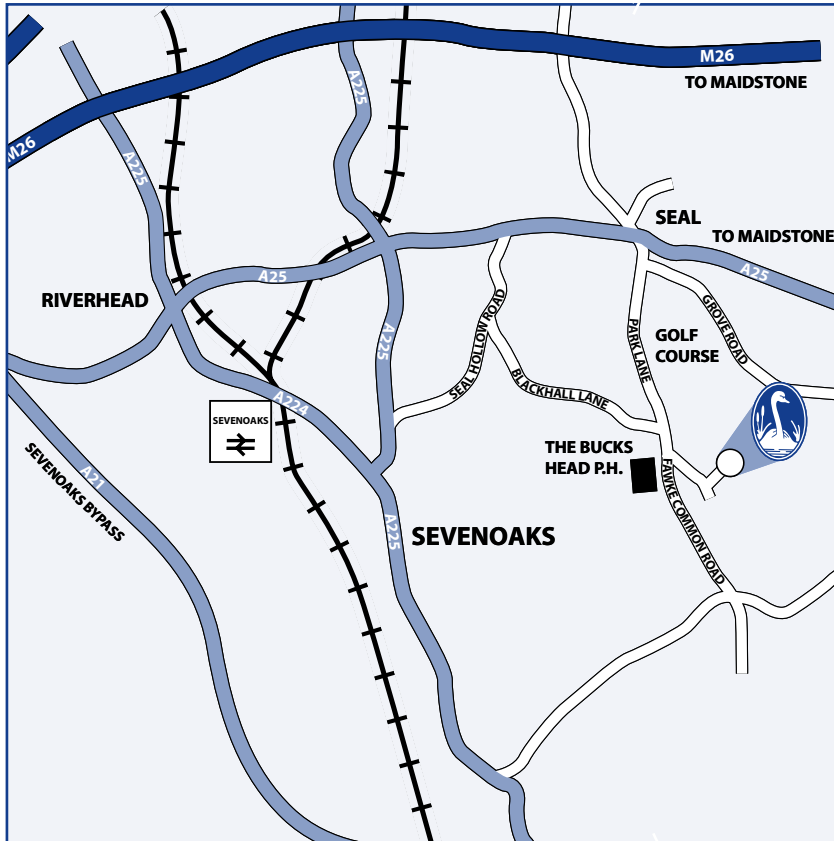 M26
TO MAIDSTONE
A225
M26
A225
SEAL
TO MAIDSTONE
A25
A25
RIVERHEAD
GROVE ROAD
SEAL HOLLOW ROAD
PARK LANE
GOLF
COURSE
A225
BLACKHALL LANE
A224
SEVENOAKS
THE BUCKS
HEAD P.H.
A21
SEVENOAKS BYPASS
FAWKE COMMON ROAD
A225
SEVENOAKS